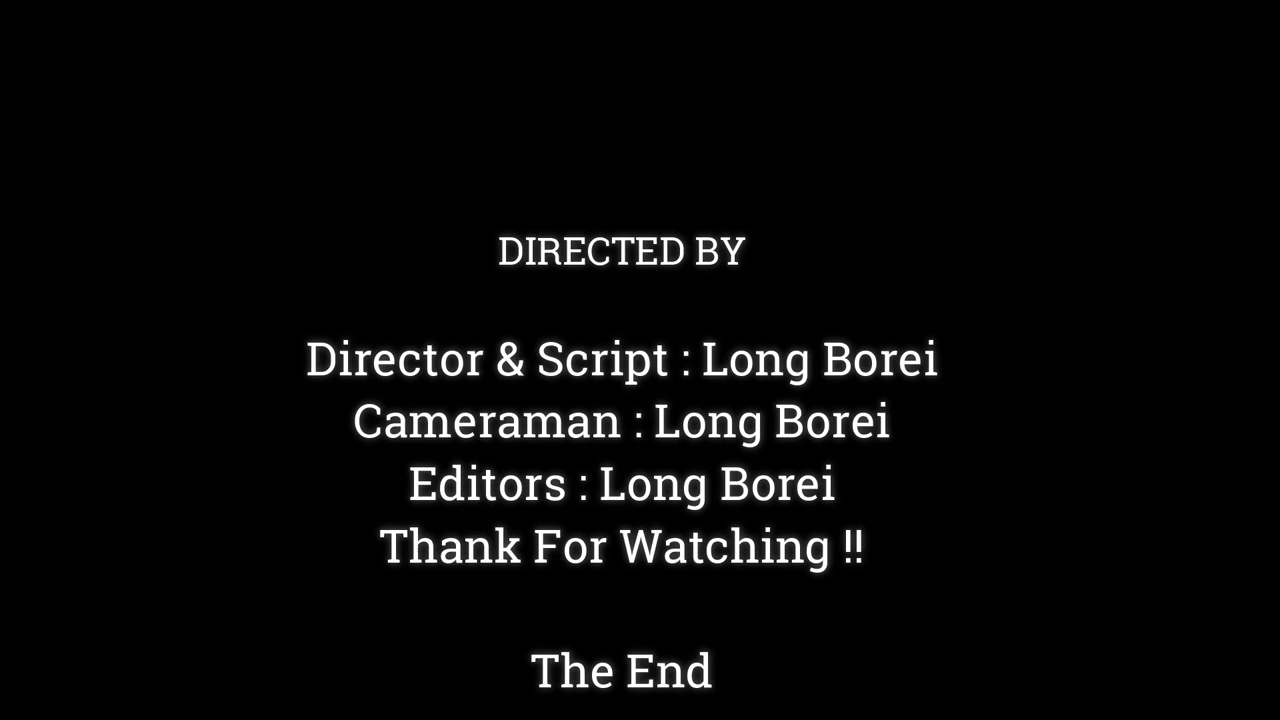 DIRECTED BY
Director & Script : Long Borei
Cameraman : Long Borei
Editors : Long Borei
Thank For Watching !!
The End